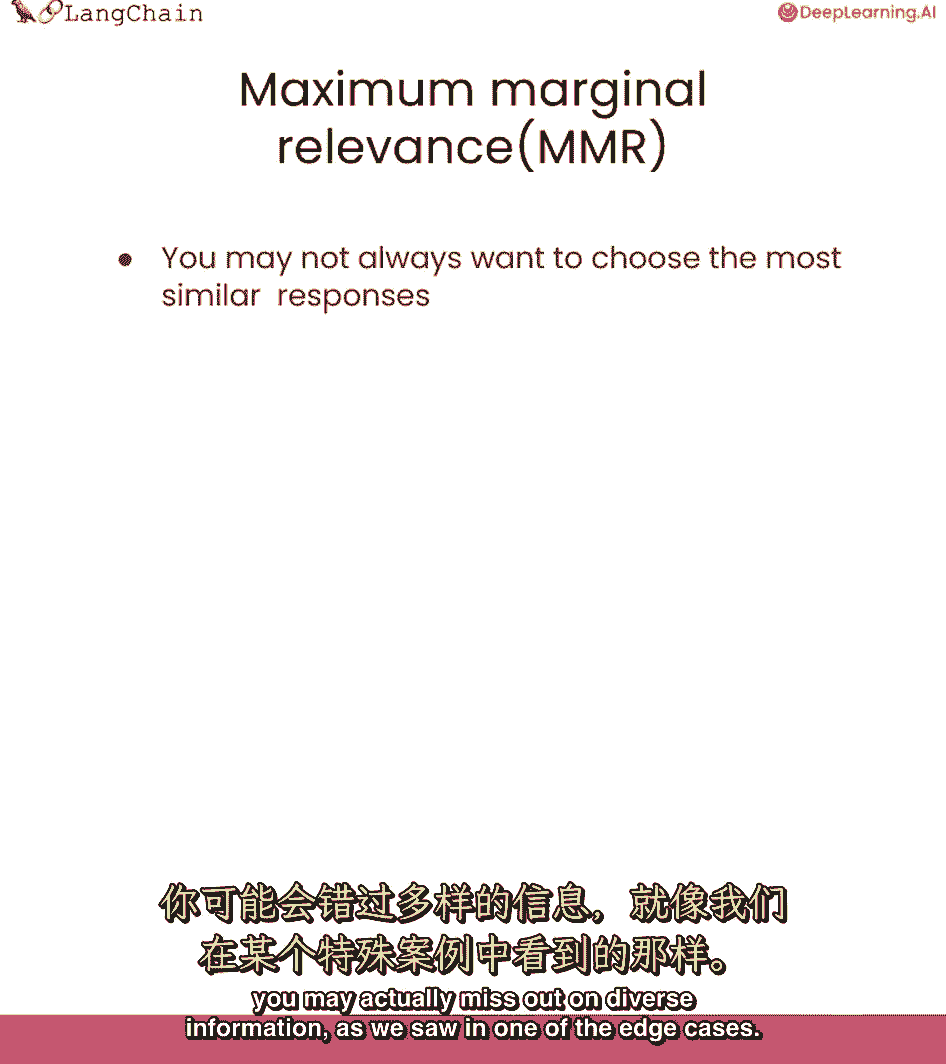 LangChain
DeepLearning.AI
Maximum marginal
relevance(MMR)
• You may not always want to choose the most
similar responses
你可能会错过多样的信息，就像我们
在某个特殊案例中看到的那样。
you may actually miss out on diverse
information, as we saw in one of the edge cases.